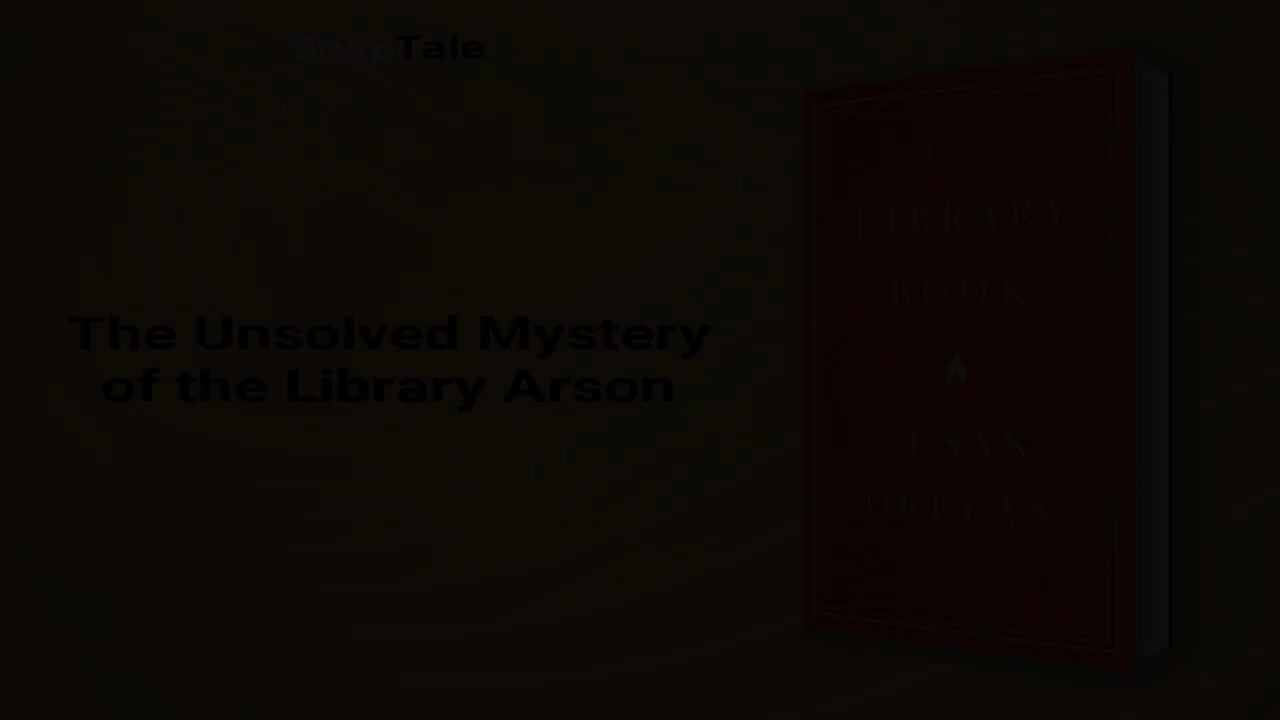 SnapTale
The Unsolved Mystery
of the Library Arson
THE
LIBRARY
BOOK
SUSAN
ORLEAN